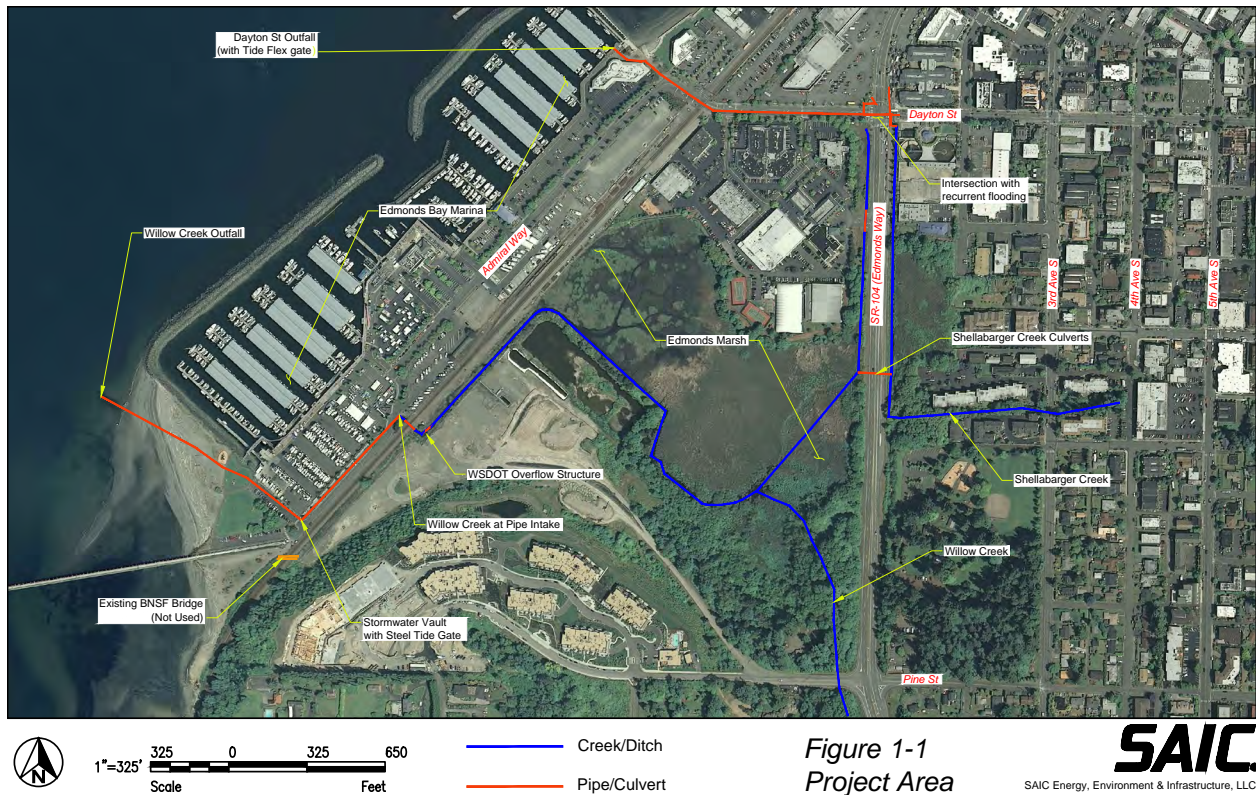 Dayton St Outfall
(with Tide Flex gate)
Dayton St
Intersection with
recurrent flooding
Edmonds Bay Marina
Willow Creek Outfall
Admiral Way
SR-104 (Edmonds Way)
3rd Ave S
4th Ave S
5th Ave S
Edmonds Marsh
Shellabarger Creek Culverts
WSDOT Overflow Structure
Shellabarger Creek
Willow Creek at Pipe Intake
Willow Creek
Existing BNSF Bridge
(Not Used)
Stormwater Vault
with Steel Tide Gate
Pine St
N
1"=325'
325 0 325 650
Scale Feet
Creek/Ditch
Pipe/Culvert
Figure 1-1
Project Area
SAIC
SAIC Energy, Environment & Infrastructure, LLC